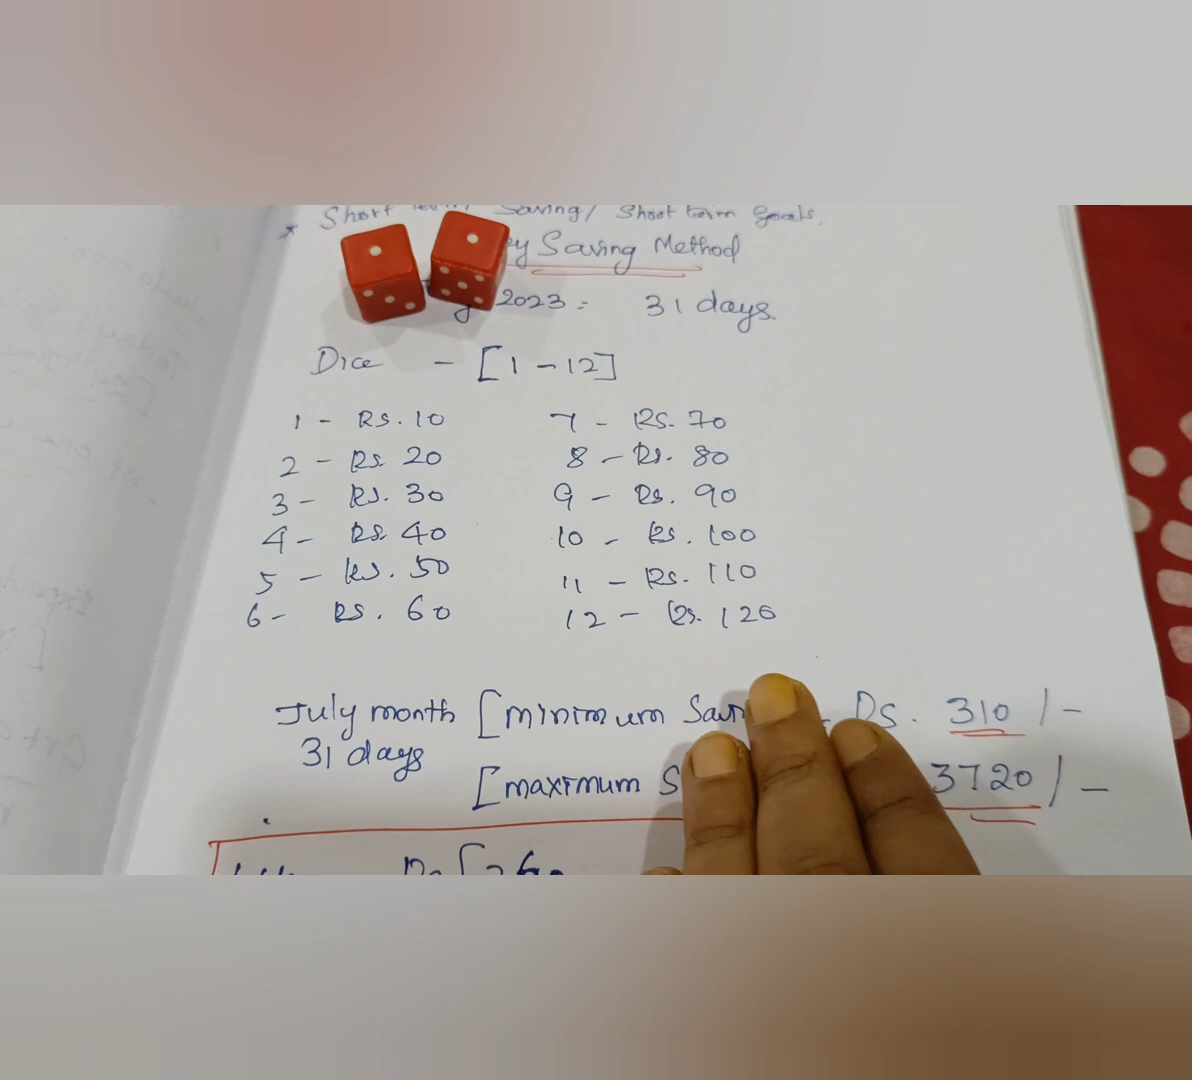 * Short Saving/ Short term Goals.
ey Saving Method
y 2023 = 31 days
Dice - [1-12]
1 - Rs. 10
2 - Rs. 20
3 - Rs. 30
4 - Rs. 40
5 - Rs. 50
6 - Rs. 60
7 - Rs. 70
8 - Rs. 80
9 - Rs. 90
10 - Rs. 100
11 - Rs. 110
12 - Rs. 120
July month [minimum Savi Rs. 310/-
31 days
[maximum S 3720/-